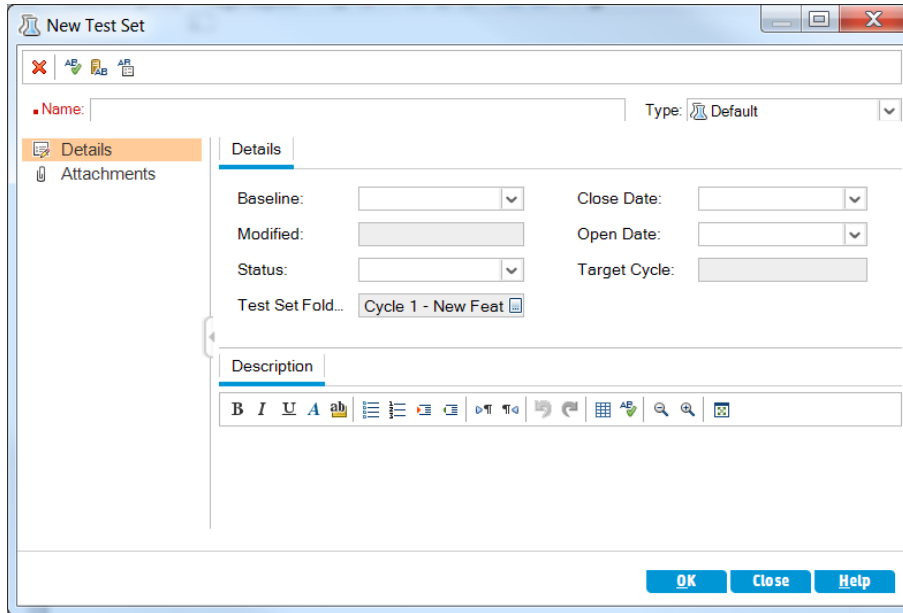 New Test Set
Name: Type: Default
Details
Attachments
Details
Baseline: Close Date:
Modified: Open Date:
Status: Target Cycle:
Test Set Fold... Cycle 1 - New Feat
Description
B I U A ab
OK Close Help